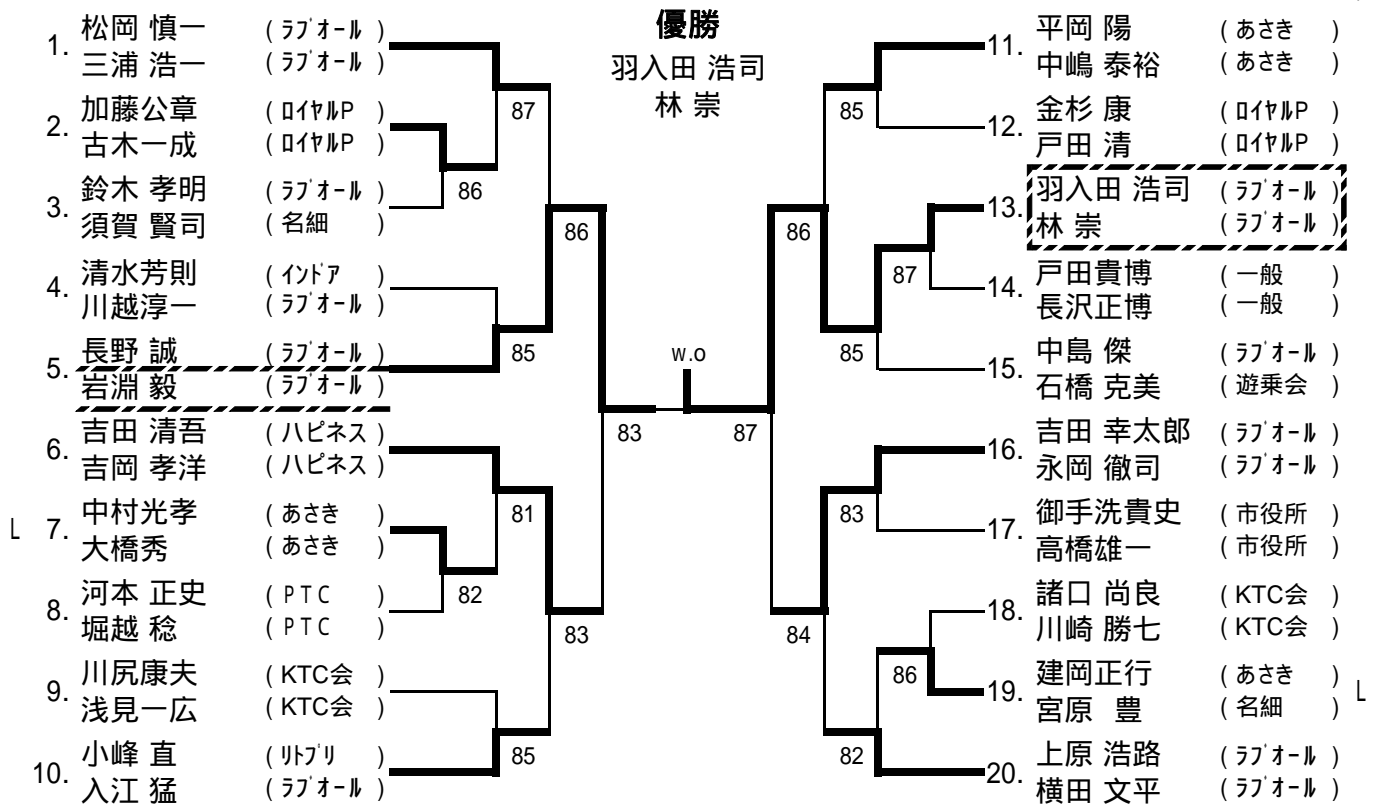 優勝
羽入田 浩司
林 崇
1. 松岡 慎一 ( ﾗﾌﾞｵｰﾙ )
三浦 浩一 ( ﾗﾌﾞｵｰﾙ )
87
2. 加藤公章 ( ﾛｲﾔﾙP )
古木一成 ( ﾛｲﾔﾙP )
86
3. 鈴木 孝明 ( ﾗﾌﾞｵｰﾙ )
須賀 賢司 ( 名細 )
86
4. 清水芳則 ( ｲﾝﾄﾞｱ )
川越淳一 ( ﾗﾌﾞｵｰﾙ )
85
5. 長野 誠 ( ﾗﾌﾞｵｰﾙ )
岩淵 毅 ( ﾗﾌﾞｵｰﾙ )
83
6. 吉田 清吾 ( ハピネス )
吉岡 孝洋 ( ハピネス )
81
L 7. 中村光孝 ( あさき )
大橋秀 ( あさき )
82
8. 河本 正史 ( PTC )
堀越 稔 ( PTC )
83
9. 川尻康夫 ( KTC会 )
浅見一広 ( KTC会 )
85
10. 小峰 直 ( ﾘﾄﾌﾟﾘ )
入江 猛 ( ﾗﾌﾞｵｰﾙ )
w.o
11. 平岡 陽 ( あさき )
中嶋 泰裕 ( あさき )
85
12. 金杉 康 ( ﾛｲﾔﾙP )
戸田 清 ( ﾛｲﾔﾙP )
13. 羽入田 浩司 ( ﾗﾌﾞｵｰﾙ )
林 崇 ( ﾗﾌﾞｵｰﾙ )
86
87
14. 戸田貴博 ( 一般 )
長沢正博 ( 一般 )
85
15. 中島 傑 ( ﾗﾌﾞｵｰﾙ )
石橋 克美 ( 遊乗会 )
87
16. 吉田 幸太郎 ( ﾗﾌﾞｵｰﾙ )
永岡 徹司 ( ﾗﾌﾞｵｰﾙ )
83
17. 御手洗貴史 ( 市役所 )
高橋雄一 ( 市役所 )
18. 諸口 尚良 ( KTC会 )
川崎 勝七 ( KTC会 )
84
86
19. 建岡正行 ( あさき ) L
宮原 豊 ( 名細 )
82
20. 上原 浩路 ( ﾗﾌﾞｵｰﾙ )
横田 文平 ( ﾗﾌﾞｵｰﾙ )